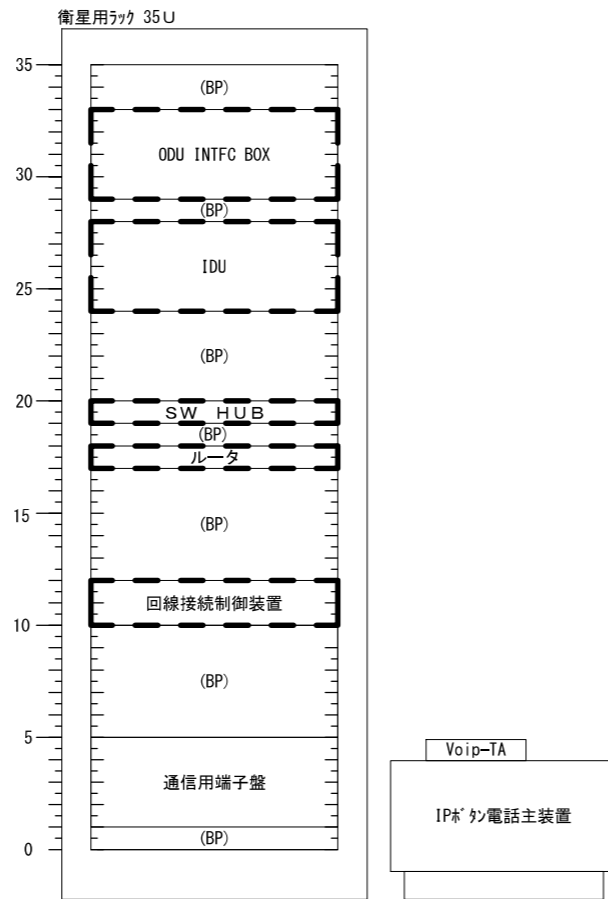 衛星用ﾗｯｸ 35U
35
(BP)
ODU INTFC BOX
30
(BP)
IDU
25
(BP)
20
SW HUB
(BP)
ルータ
15
(BP)
回線接続制御装置
10
(BP)
5
通信用端子盤
(BP)
0
Voip-TA
IPﾎﾞﾀﾝ電話主装置